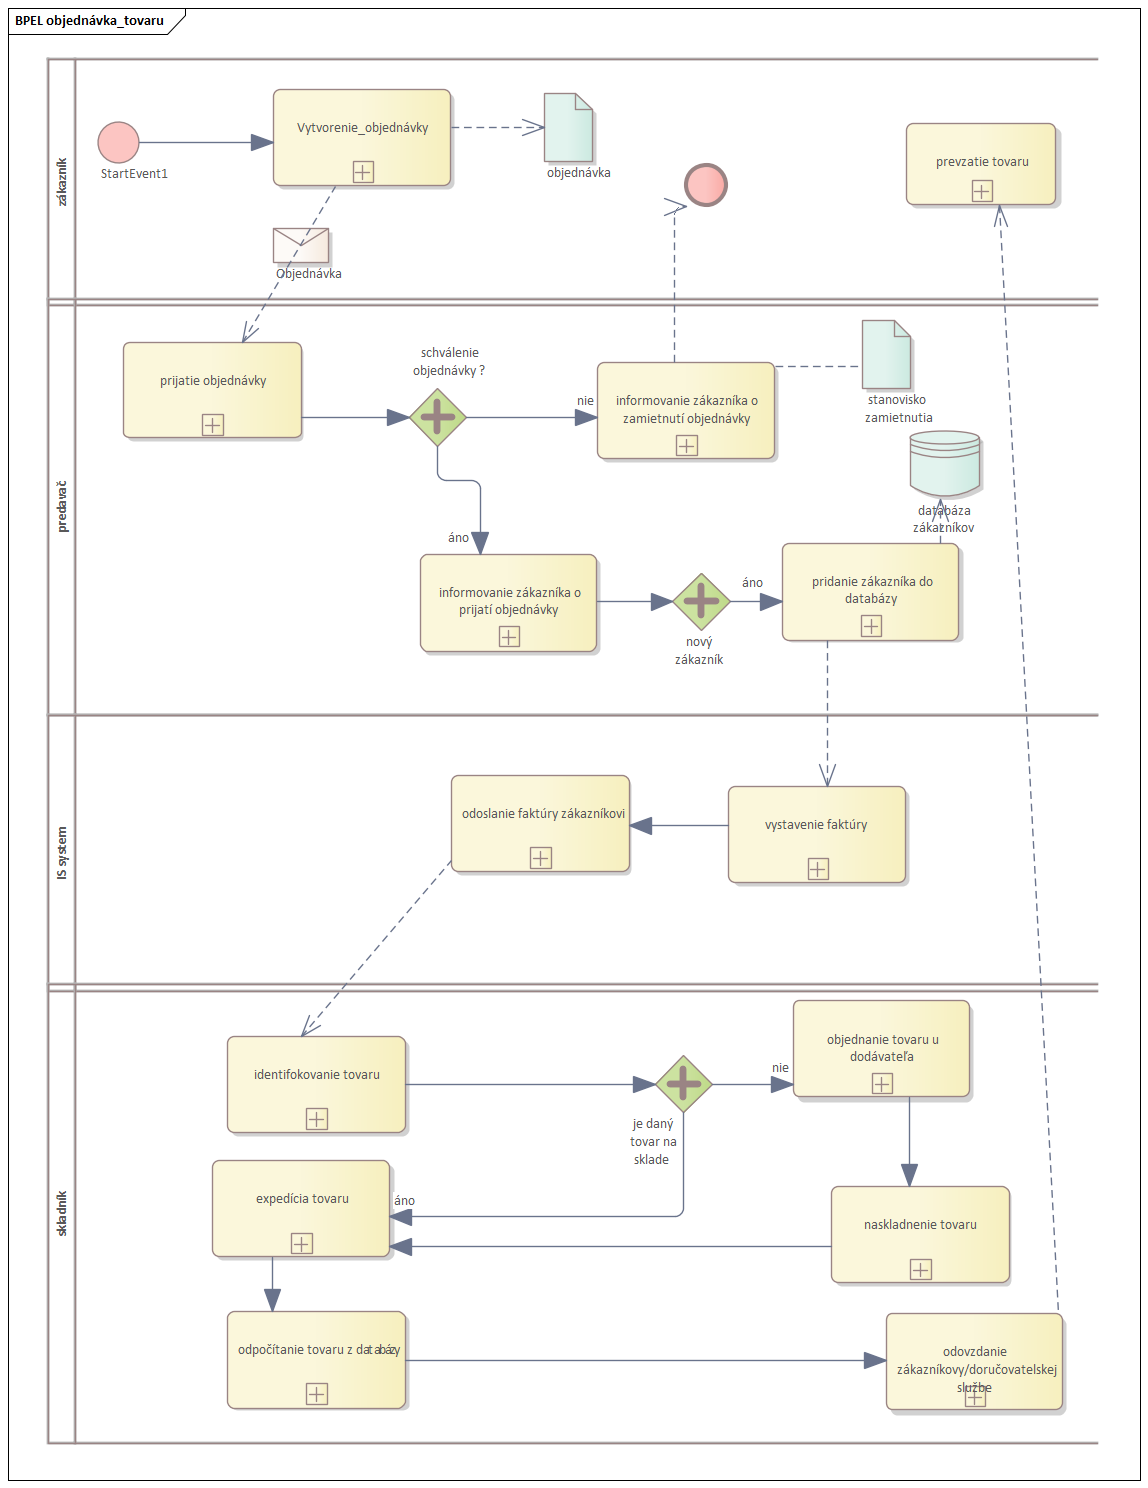 BPEL objednávka_tovaru
zákazník
StartEvent1
Vytvorenie_objednávky
objednávka
Objednávka
prevzatie tovaru
predavač
prijatie objednávky
schválenie
objednávky ?
nie
informovanie zákazníka o
zamietnutí objednávky
stanovisko
zamietnutia
databáza
zákazníkov
áno
informovanie zákazníka o
prijatí objednávky
nový
zákazník
áno
pridanie zákazníka do
databázy
IS system
odoslanie faktúry zákazníkovi
vystavenie faktúry
skladník
identifokovanie tovaru
je daný
tovar na
sklade
nie
objednanie tovaru u
dodávateľa
expedícia tovaru
áno
naskladnenie tovaru
odpočítanie tovaru z databázy
odovzdanie
zákazníkovy/doručovatelskej
službe